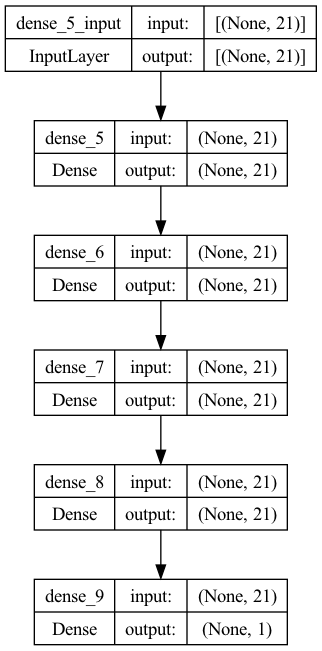 dense_5_input input: [(None, 21)]
InputLayer output: [(None, 21)]
dense_5 input: (None, 21)
Dense output: (None, 21)
dense_6 input: (None, 21)
Dense output: (None, 21)
dense_7 input: (None, 21)
Dense output: (None, 21)
dense_8 input: (None, 21)
Dense output: (None, 21)
dense_9 input: (None, 21)
Dense output: (None, 1)